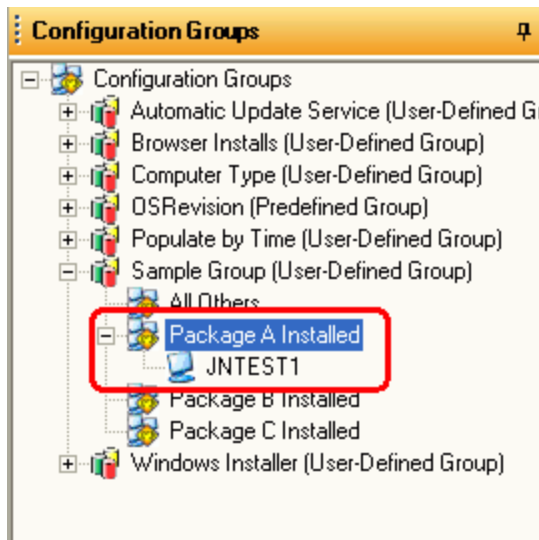 Configuration Groups
Configuration Groups
Automatic Update Service (User-Defined G
Browser Installs (User-Defined Group)
Computer Type (User-Defined Group)
OSRevision (Predefined Group)
Populate by Time (User-Defined Group)
Sample Group (User-Defined Group)
All Others
Package A Installed
JNTEST1
Package B Installed
Package C Installed
Windows Installer (User-Defined Group)